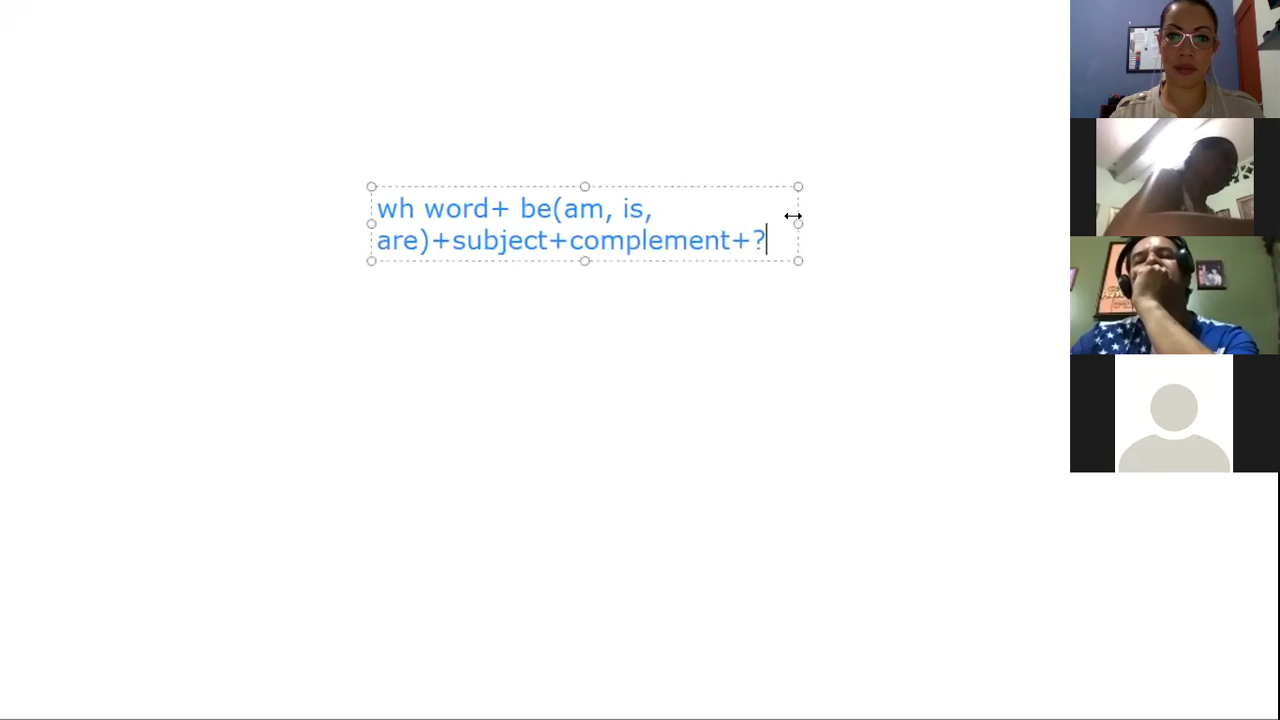 wh word+ be(am, is,
are)+subject+complement+?